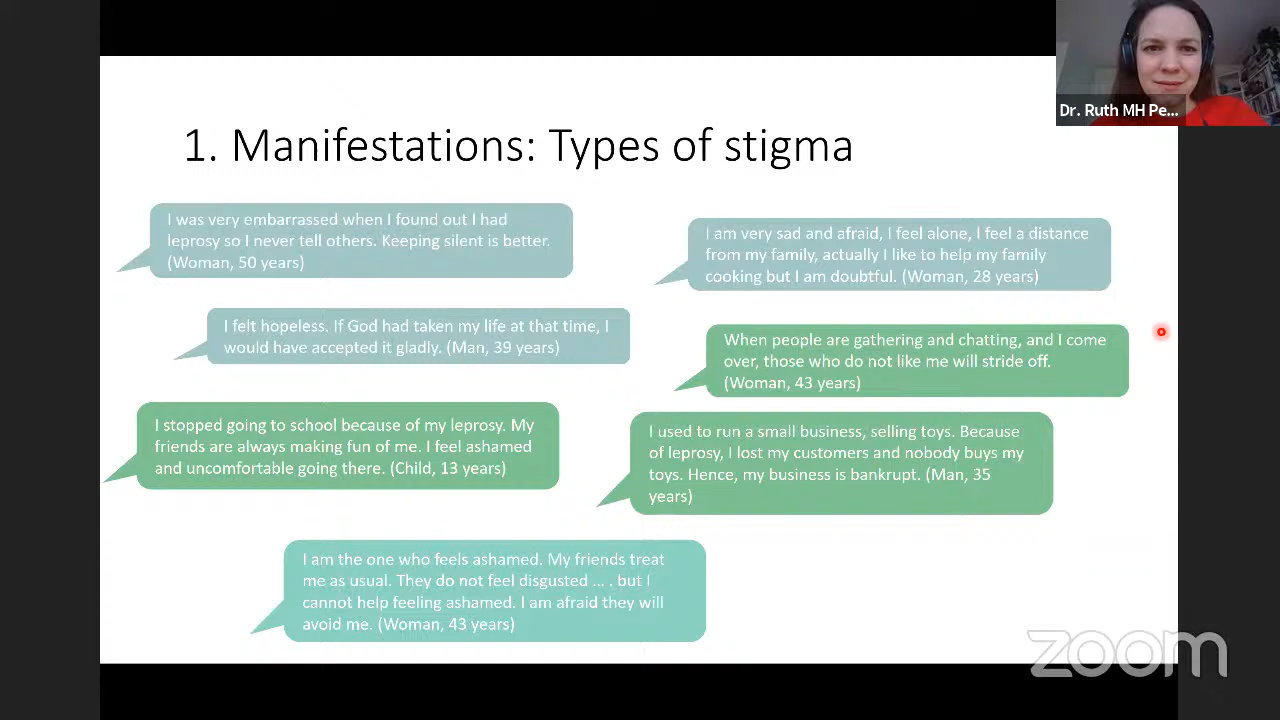 Dr. Ruth MH Pe...
1. Manifestations: Types of stigma
I was very embarrassed when I found out I had
leprosy so I never tell others. Keeping silent is better.
(Woman, 50 years)
I am very sad and afraid, I feel alone, I feel a distance
from my family, actually I like to help my family
cooking but I am doubtful. (Woman, 28 years)
I felt hopeless. If God had taken my life at that time, I
would have accepted it gladly. (Man, 39 years)
When people are gathering and chatting, and I come
over, those who do not like me will stride off.
(Woman, 43 years)
I stopped going to school because of my leprosy. My
friends are always making fun of me. I feel ashamed
and uncomfortable going there. (Child, 13 years)
I used to run a small business, selling toys. Because
of leprosy, I lost my customers and nobody buys my
toys. Hence, my business is bankrupt. (Man, 35
years)
I am the one who feels ashamed. My friends treat
me as usual. They do not feel disgusted ... . but I
cannot help feeling ashamed. I am afraid they will
avoid me. (Woman, 43 years)
zoom